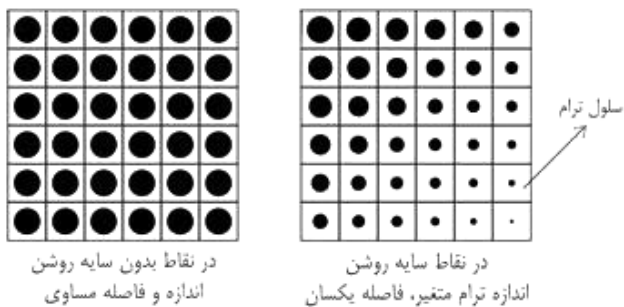 سلول ترام
در نقاط سایه روشن
اندازه ترام متغیر، فاصله یکسان
در نقاط بدون سایه روشن
اندازه و فاصله مساوی